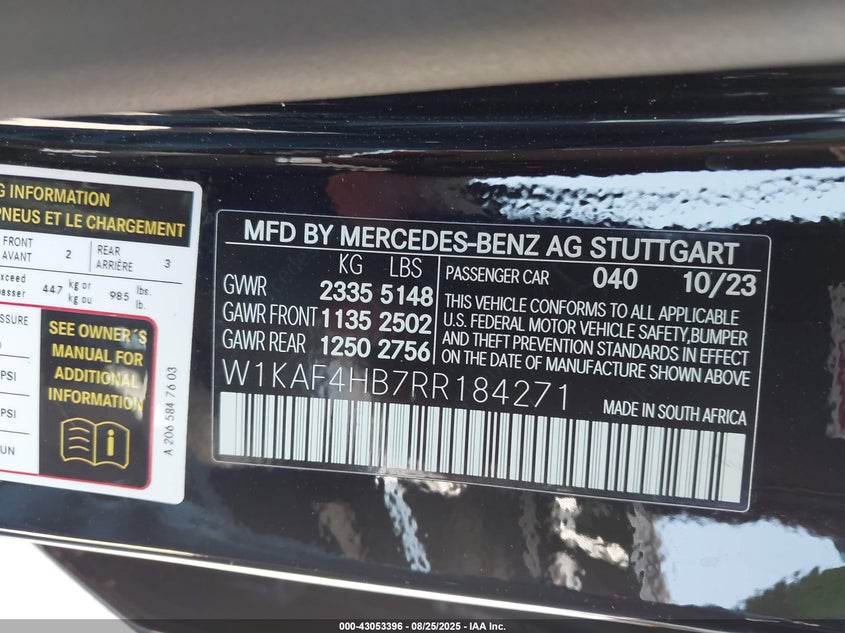 G INFORMATION
PNEUS ET LE CHARGEMENT
FRONT
AVANT 2 REAR
ARRIÈRE 3
xceed
asser 447 kg or
kg ou 985 lbs.
lb.
SSURE
PSI
PSI
UN
SEE OWNER´S
MANUAL FOR
ADDITIONAL
INFORMATION
A 206 584 76 03
MFD BY MERCEDES-BENZ AG STUTTGART
KG LBS
GVWR 2335 5148
GAWR FRONT 1135 2502
GAWR REAR 1250 2756
PASSENGER CAR 040 10/23
THIS VEHICLE CONFORMS TO ALL APPLICABLE
U.S. FEDERAL MOTOR VEHICLE SAFETY,BUMPER
AND THEFT PREVENTION STANDARDS IN EFFECT
ON THE DATE OF MANUFACTURE SHOWN ABOVE
W1KAF4HB7RR184271
MADE IN SOUTH AFRICA
000-43053396 - 08/25/2025 - IAA Inc.